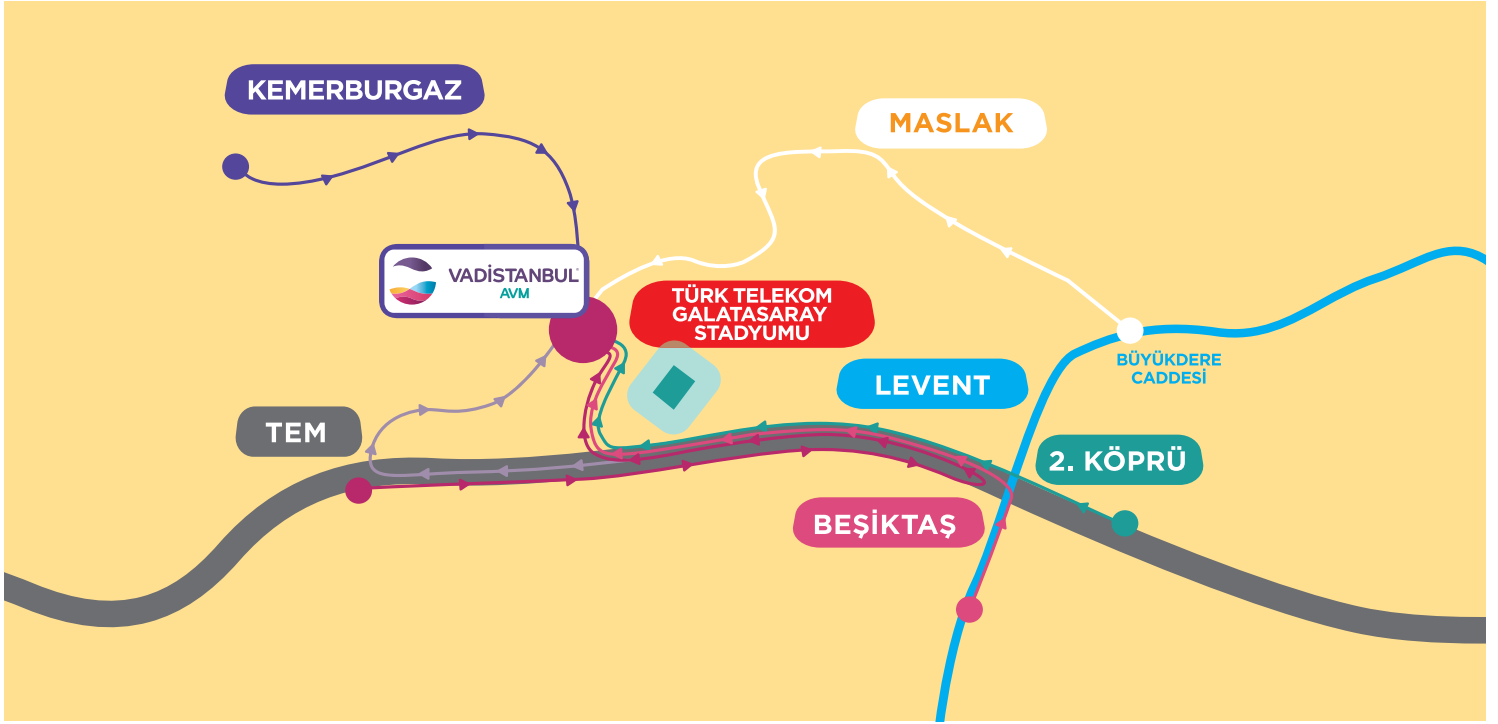 KEMERBURGAZ
MASLAK
VADİSTANBUL
AVM
TÜRK TELEKOM
GALATASARAY
STADYUMU
BÜYÜKDERE
CADDESİ
LEVENT
TEM
2. KÖPRÜ
BEŞİKTAŞ